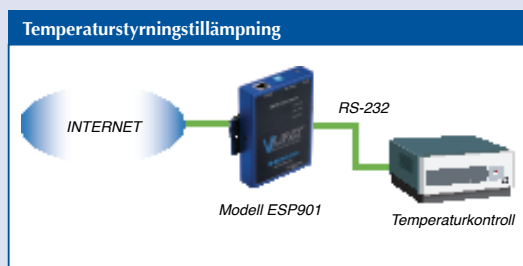 Temperaturstyrningstillämpning
INTERNET
RS-232
Modell ESP901
Temperaturkontroll